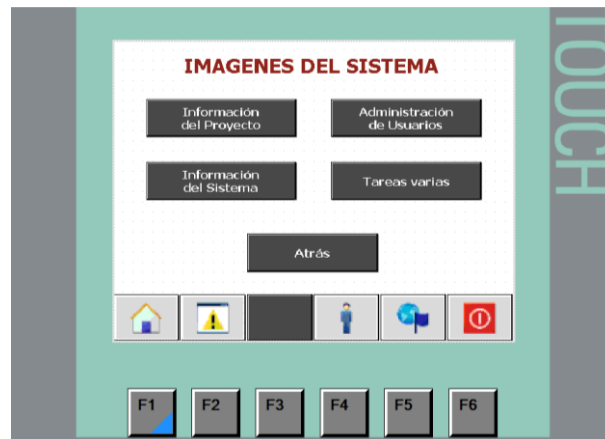 IMAGENES DEL SISTEMA
Información
del Proyecto
Administración
de Usuarios
Información
del Sistema
Tareas varias
Atrás
F1
F2
F3
F4
F5
F6
TOUCH